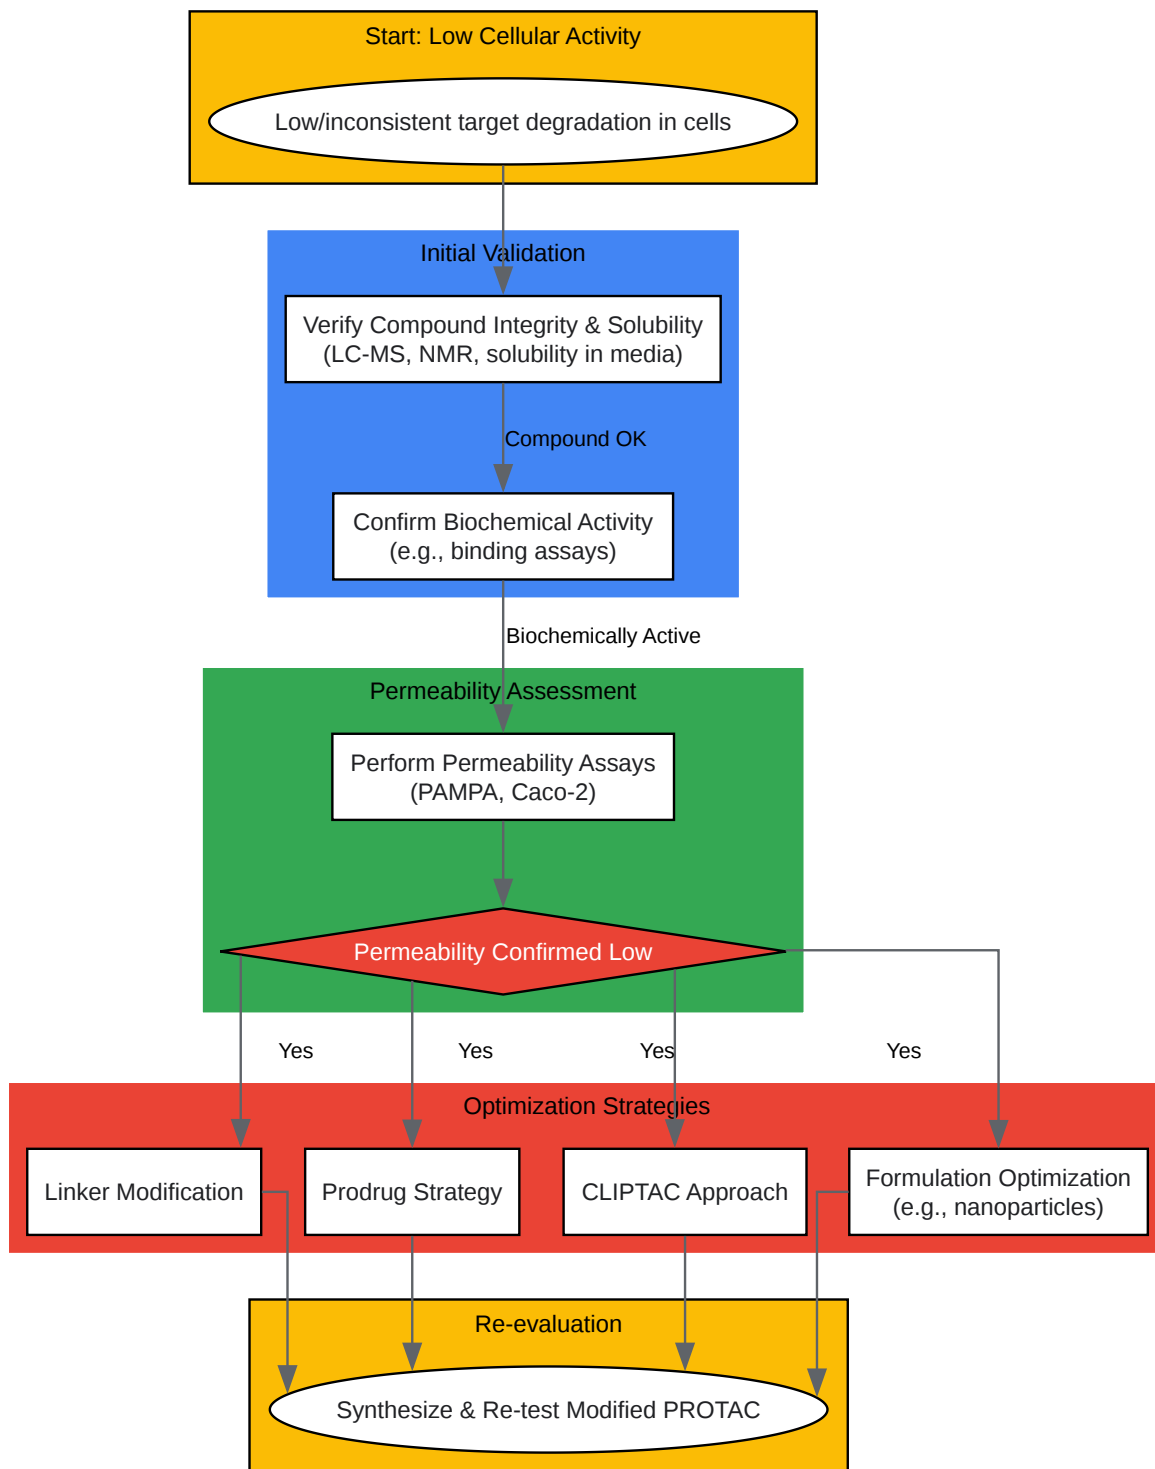 Start: Low Cellular Activity
Low/inconsistent target degradation in cells
Initial Validation
Verify Compound Integrity & Solubility
(LC-MS, NMR, solubility in media)
Compound OK
Confirm Biochemical Activity
(e.g., binding assays)
Biochemically Active
Permeability Assessment
Perform Permeability Assays
(PAMPA, Caco-2)
Permeability Confirmed Low
Yes
Yes
Yes
Yes
Optimization Strategies
Linker Modification
Prodrug Strategy
CLIPTAC Approach
Formulation Optimization
(e.g., nanoparticles)
Re-evaluation
Synthesize & Re-test Modified PROTAC